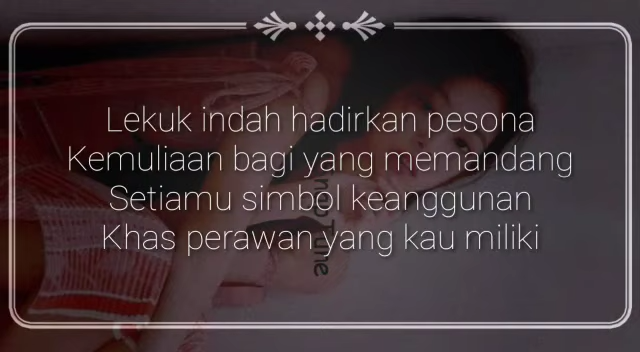 Lekuk indah hadirkan pesona
Kemuliaan bagi yang memandang
Setiamu simbol keanggunan
Khas perawan yang kau miliki